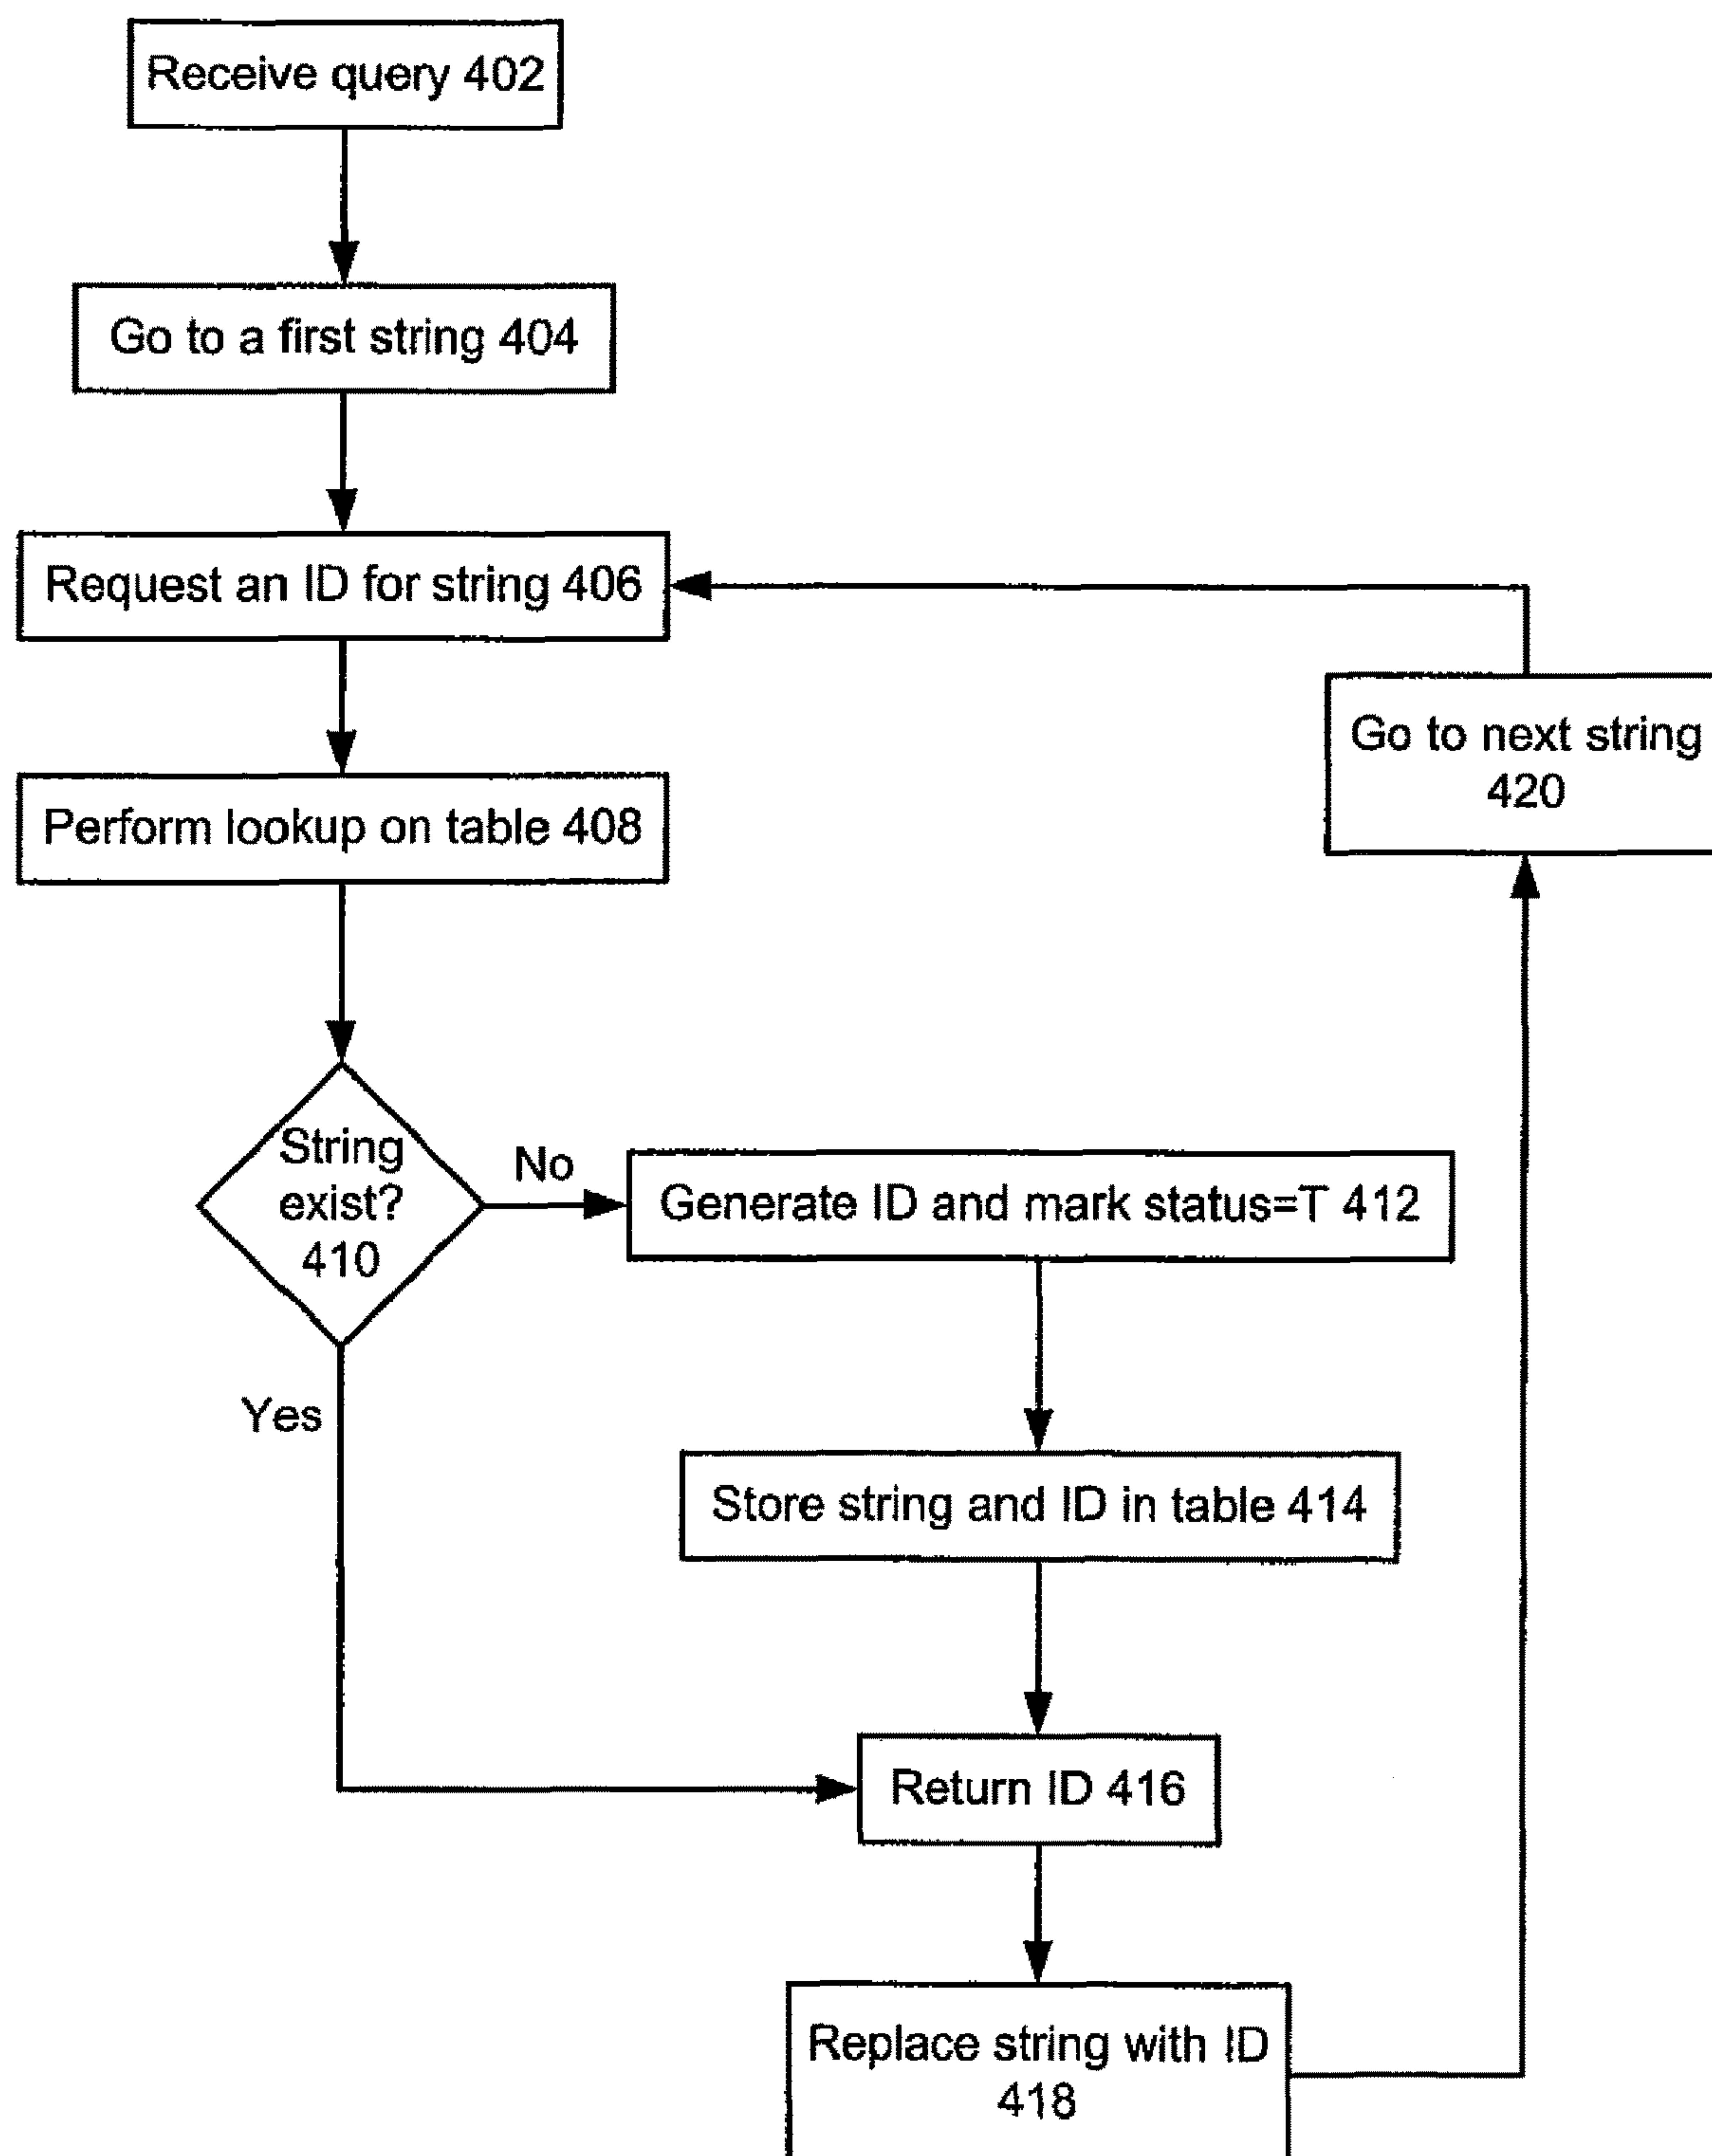 Receive query 402
Go to a first string 404
Request an ID for string 406
Go to next string
420
Perform lookup on table 408
String
exist?
410
No
Generate ID and mark status=T 412
Yes
Store string and ID in table 414
Return ID 416
Replace string with ID
418